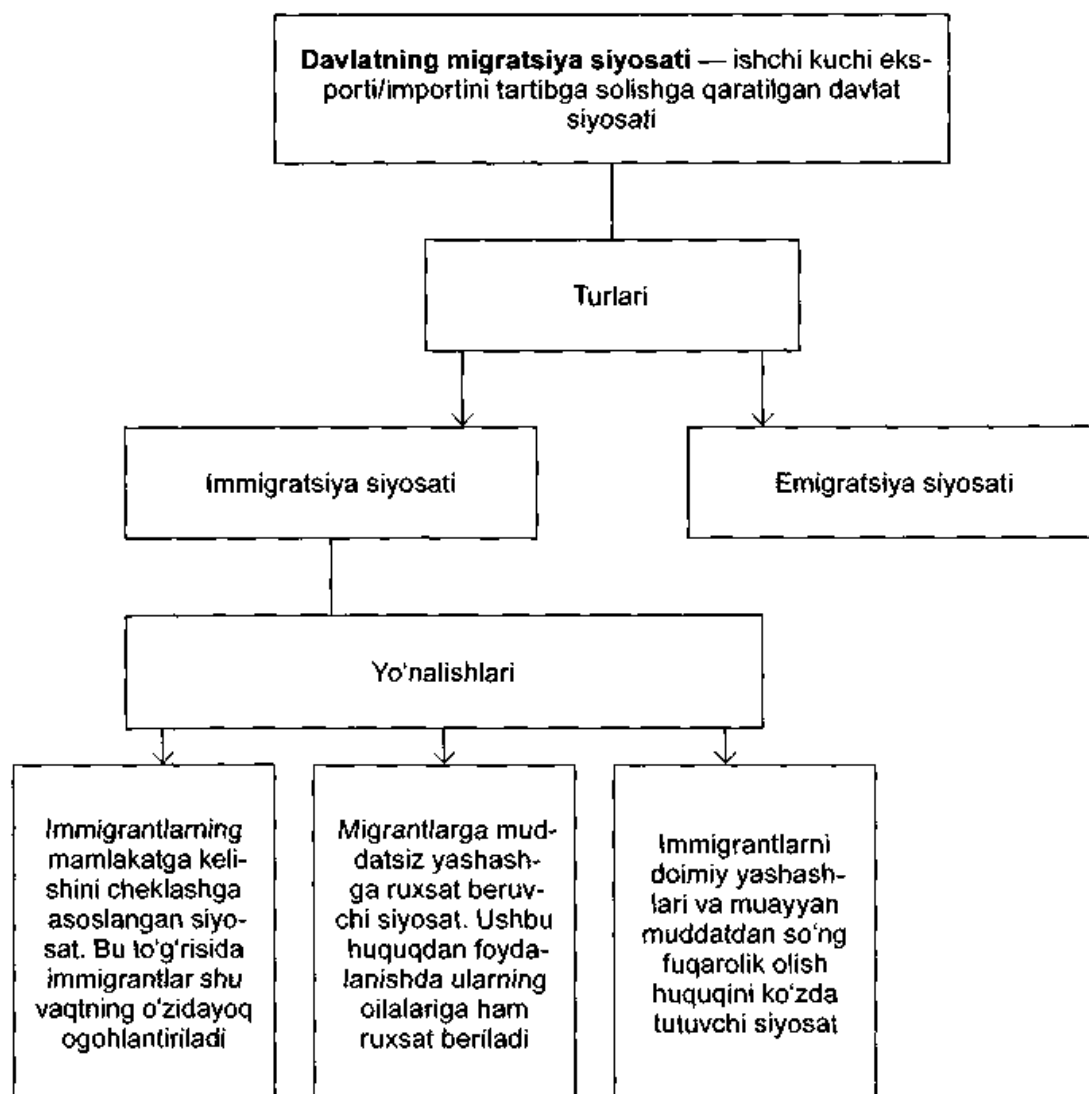 Davlatning migratsiya siyosati — ishchi kuchi eks-
porti/importini tartibga solishga qaratilgan davlat
siyosati
Turlari
Immigratsiya siyosati
Emigratsiya siyosati
Yo‘nalishlari
Immigrantlarning
mamlakatga keli-
shini cheklashga
asoslangan siyo-
sat. Bu to‘g‘risida
immigrantlar shu
vaqtning o‘zidayoq
ogohlantiriladi
Migrantlarga mud-
datsiz yashash-
ga ruxsat beruv-
chi siyosat. Ushbu
huquqdan foyda-
lanishda ularning
oilalariga ham
ruxsat beriladi
Immigrantlarni
doimiy yashash-
lari va muayyan
muddatdan so‘ng
fuqarolik olish
huquqini ko‘zda
tutuvchi siyosat